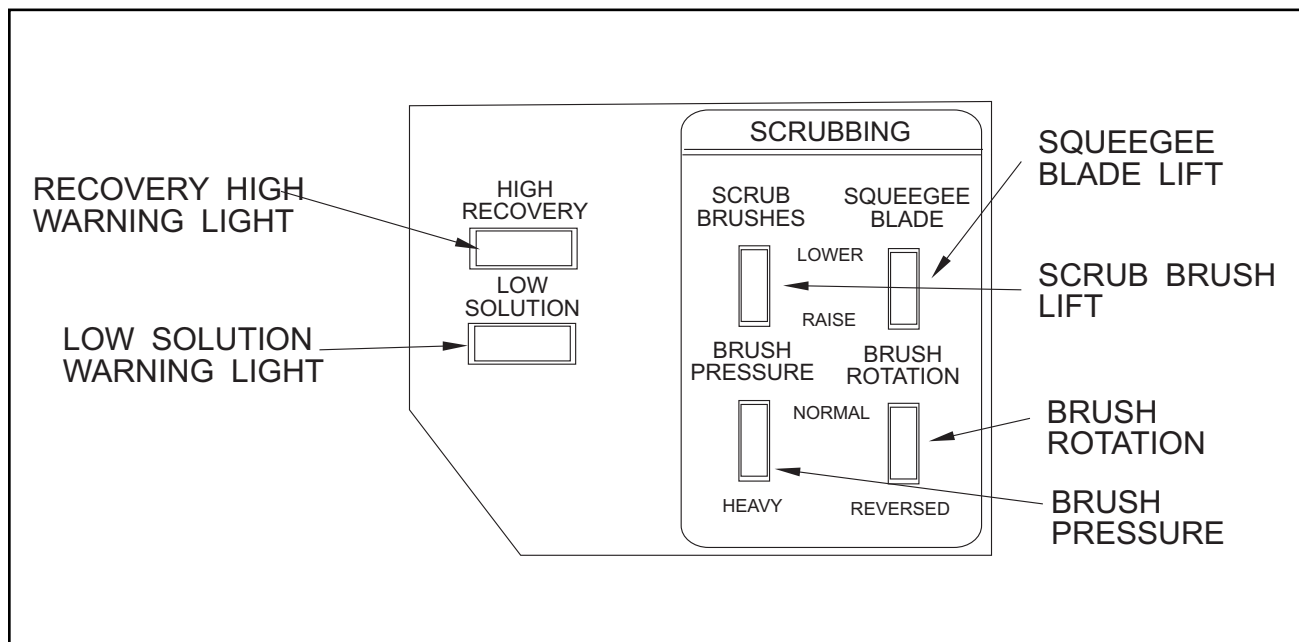 RECOVERY HIGH
WARNING LIGHT
LOW SOLUTION
WARNING LIGHT
HIGH
RECOVERY
LOW
SOLUTION
SCRUBBING
SCRUB
BRUSHES
SQUEEGEE
BLADE
LOWER
RAISE
BRUSH
PRESSURE
BRUSH
ROTATION
NORMAL
HEAVY
REVERSED
SQUEEGEE
BLADE LIFT
SCRUB BRUSH
LIFT
BRUSH
ROTATION
BRUSH
PRESSURE